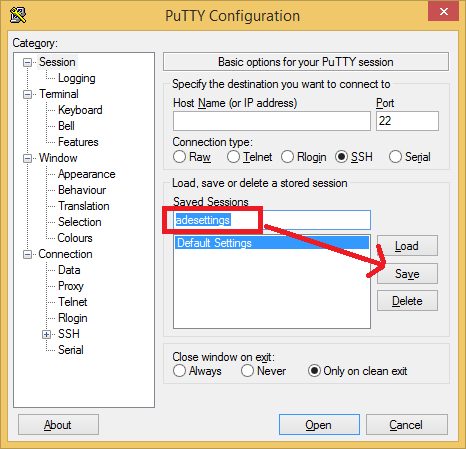 PuTTY Configuration
Category:
Session
Logging
Terminal
Keyboard
Bell
Features
Window
Appearance
Behaviour
Translation
Selection
Colours
Connection
Data
Proxy
Telnet
Rlogin
SSH
Serial
Basic options for your PuTTY session
Specify the destination you want to connect to
Host Name (or IP address) Port
22
Connection type:
Raw Telnet Rlogin SSH Serial
Load, save or delete a stored session
Saved Sessions
adesettings
Default Settings
Load
Save
Delete
Close window on exit:
Always Never Only on clean exit
About Open Cancel